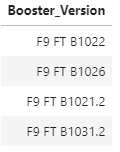 Booster_Version
F9 FT B1022
F9 FT B1026
F9 FT B1021.2
F9 FT B1031.2